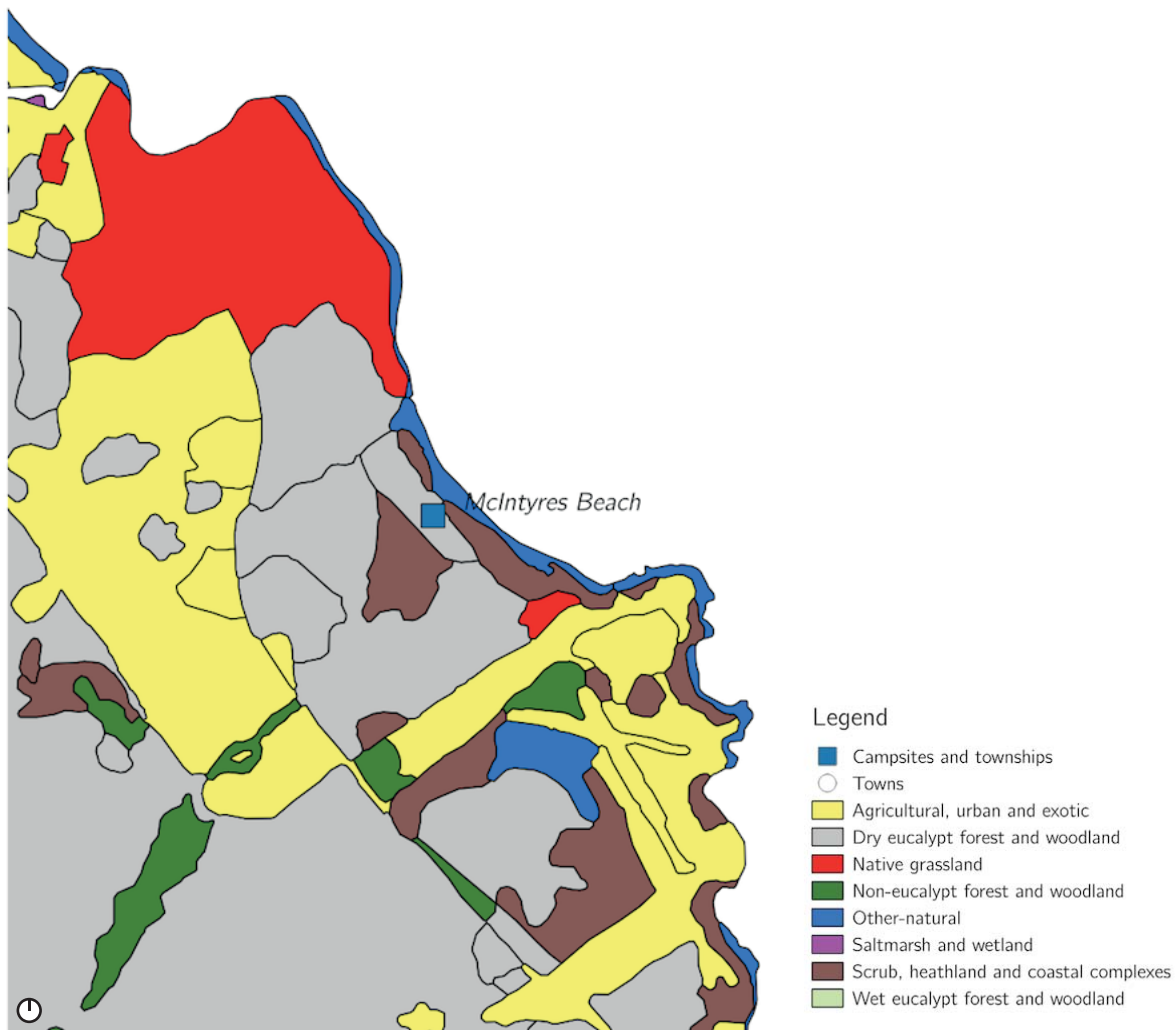 McIntyres Beach
Legend
Campsites and townships
Towns
Agricultural, urban and exotic
Dry eucalypt forest and woodland
Native grassland
Non-eucalypt forest and woodland
Other-natural
Saltmarsh and wetland
Scrub, heathland and coastal complexes
Wet eucalypt forest and woodland